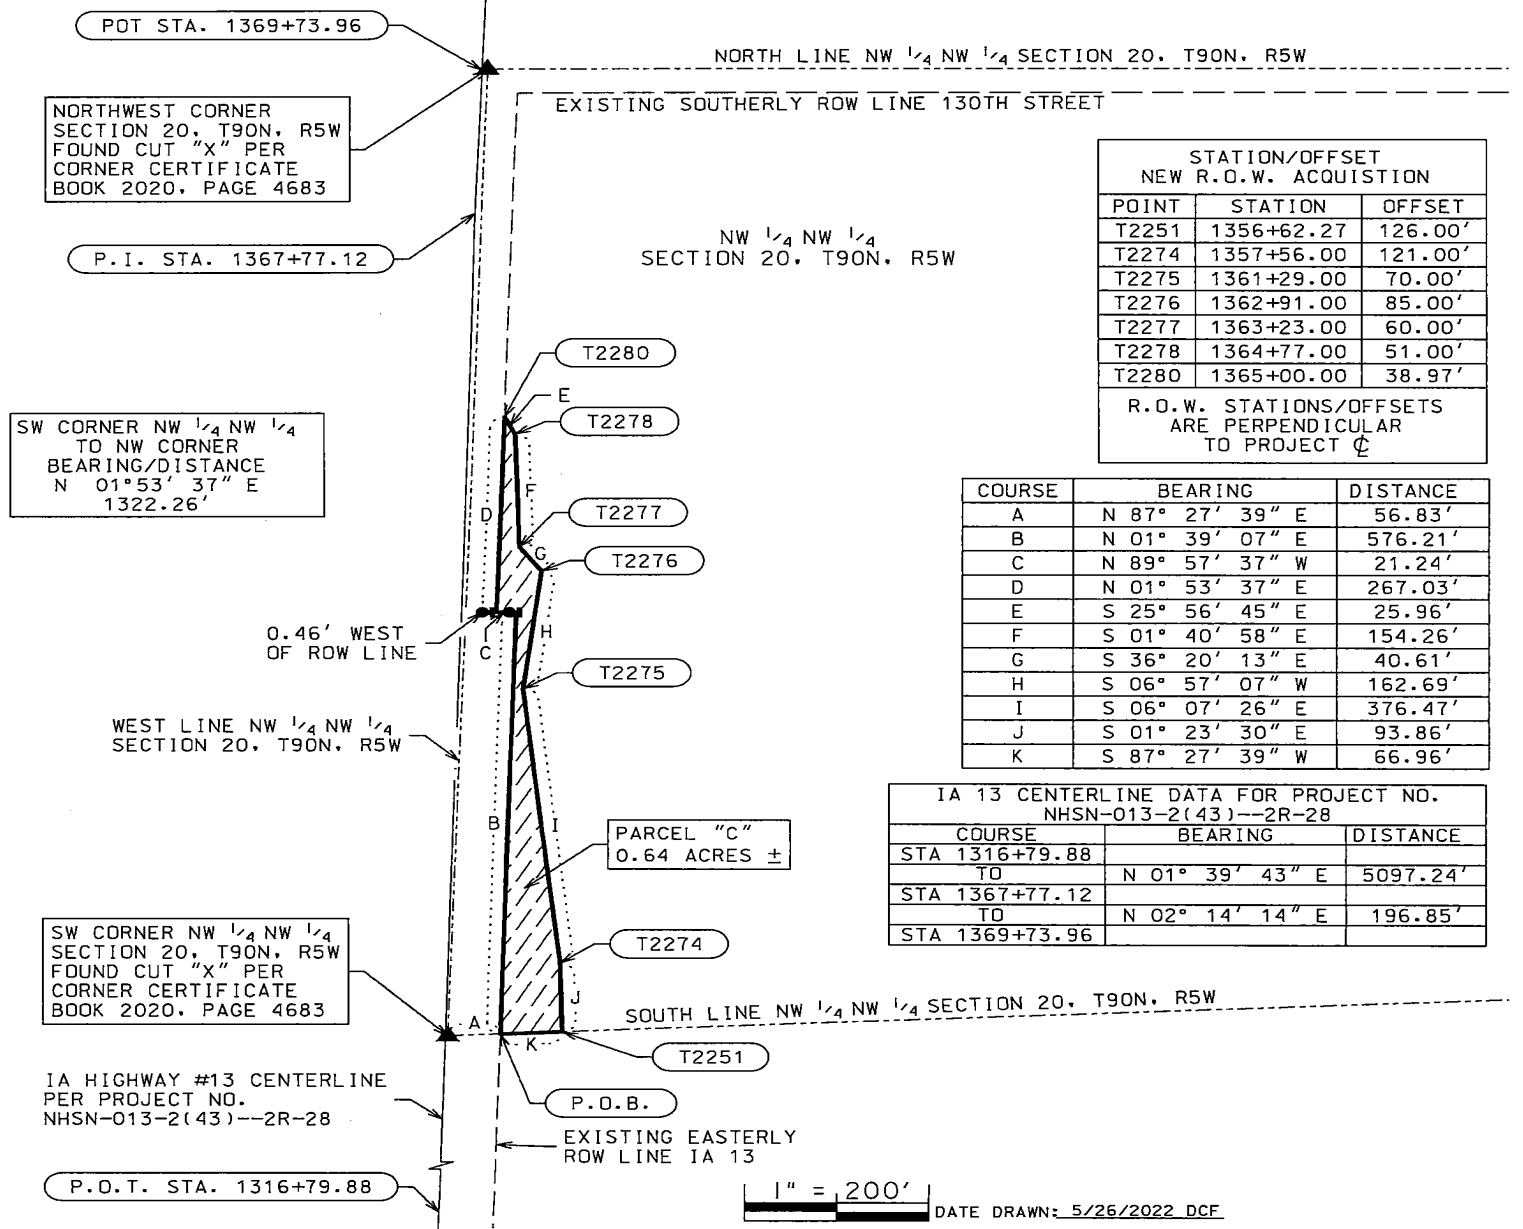 POT STA. 1369+73.96
NORTH LINE NW 1/4 NW 1/4 SECTION 20, T90N, R5W
EXISTING SOUTHERLY ROW LINE 130TH STREET
NORTHWEST CORNER
SECTION 20, T90N, R5W
FOUND CUT "X" PER
CORNER CERTIFICATE
BOOK 2020, PAGE 4683
P.I. STA. 1367+77.12
NW 1/4 NW 1/4
SECTION 20, T90N, R5W
STATION/OFFSET
NEW R.O.W. ACQUISTION
POINT STATION OFFSET
T2251 1356+62.27 126.00'
T2274 1357+56.00 121.00'
T2275 1361+29.00 70.00'
T2276 1362+91.00 85.00'
T2277 1363+23.00 60.00'
T2278 1364+77.00 51.00'
T2280 1365+00.00 38.97'
R.O.W. STATIONS/OFFSETS
ARE PERPENDICULAR
TO PROJECT ℄
T2280
E
T2278
SW CORNER NW 1/4 NW 1/4
TO NW CORNER
BEARING/DISTANCE
N 01°53' 37" E
1322.26'
D
F
T2277
G
T2276
0.46' WEST
OF ROW LINE
C
H
T2275
WEST LINE NW 1/4 NW 1/4
SECTION 20, T90N, R5W
COURSE BEARING DISTANCE
A N 87° 27' 39" E 56.83'
B N 01° 39' 07" E 576.21'
C N 89° 57' 37" W 21.24'
D N 01° 53' 37" E 267.03'
E S 25° 56' 45" E 25.96'
F S 01° 40' 58" E 154.26'
G S 36° 20' 13" E 40.61'
H S 06° 57' 07" W 162.69'
I S 06° 07' 26" E 376.47'
J S 01° 23' 30" E 93.86'
K S 87° 27' 39" W 66.96'
B
I
PARCEL "C"
0.64 ACRES ±
IA 13 CENTERLINE DATA FOR PROJECT NO.
NHSN-013-2(43)--2R-28
COURSE BEARING DISTANCE
STA 1316+79.88
TO N 01° 39' 43" E 5097.24'
STA 1367+77.12
TO N 02° 14' 14" E 196.85'
STA 1369+73.96
SW CORNER NW 1/4 NW 1/4
SECTION 20, T90N, R5W
FOUND CUT "X" PER
CORNER CERTIFICATE
BOOK 2020, PAGE 4683
T2274
J
SOUTH LINE NW 1/4 NW 1/4 SECTION 20, T90N, R5W
A
K
T2251
IA HIGHWAY #13 CENTERLINE
PER PROJECT NO.
NHSN-013-2(43)--2R-28
P.O.B.
EXISTING EASTERLY
ROW LINE IA 13
P.O.T. STA. 1316+79.88
1" = 200'
DATE DRAWN: 5/26/2022 DCF